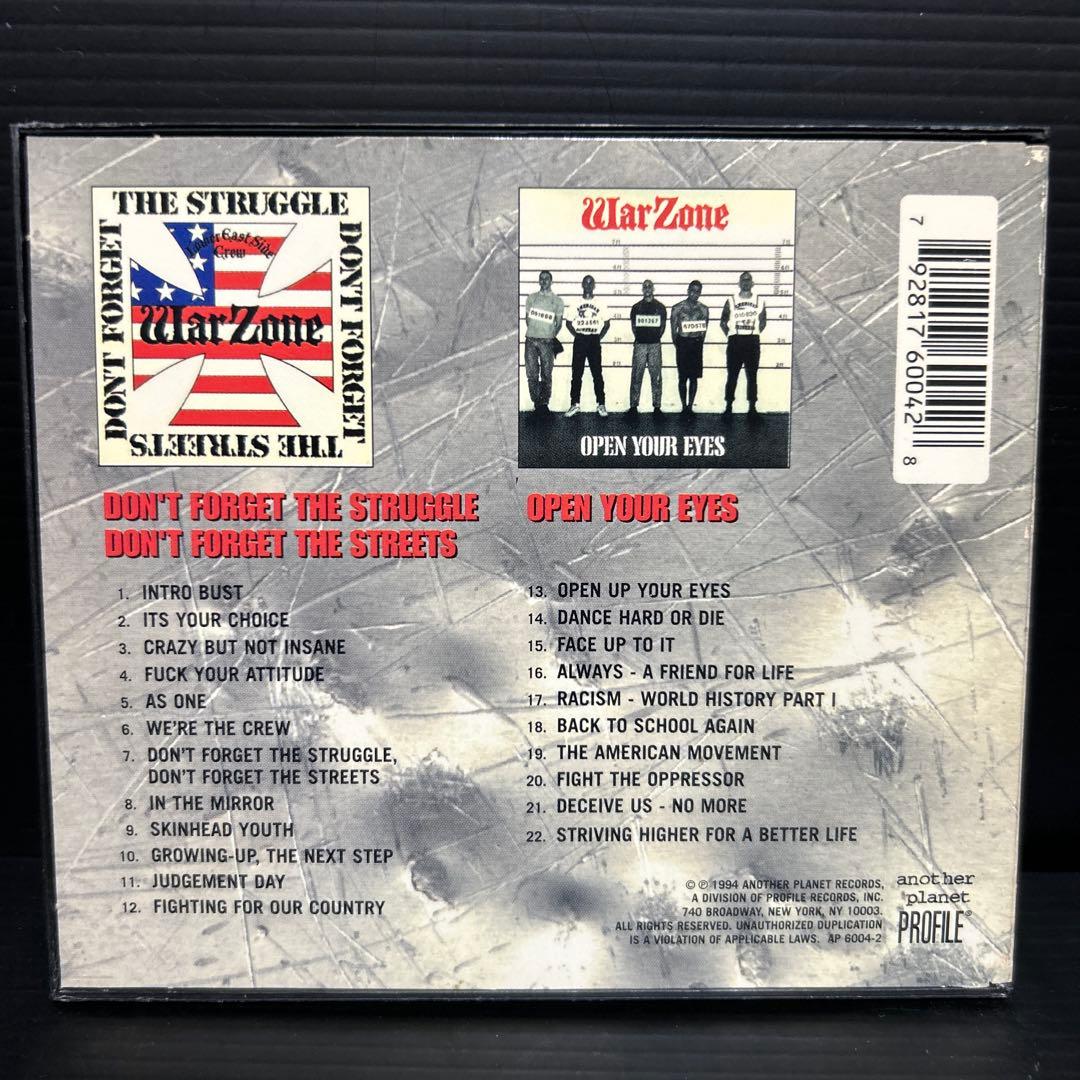 THE STRUGGLE
DONT FORGET
DONT FORGET
THE STREETS
Lower East Side
Crew
WarZone
WarZone
OPEN YOUR EYES
7 92817 60042 8
DON'T FORGET THE STRUGGLE
DON'T FORGET THE STREETS
1. INTRO BUST
2. ITS YOUR CHOICE
3. CRAZY BUT NOT INSANE
4. FUCK YOUR ATTITUDE
5. AS ONE
6. WE'RE THE CREW
7. DON'T FORGET THE STRUGGLE,
DON'T FORGET THE STREETS
8. IN THE MIRROR
9. SKINHEAD YOUTH
10. GROWING-UP, THE NEXT STEP
11. JUDGEMENT DAY
12. FIGHTING FOR OUR COUNTRY
OPEN YOUR EYES
13. OPEN UP YOUR EYES
14. DANCE HARD OR DIE
15. FACE UP TO IT
16. ALWAYS - A FRIEND FOR LIFE
17. RACISM - WORLD HISTORY PART I
18. BACK TO SCHOOL AGAIN
19. THE AMERICAN MOVEMENT
20. FIGHT THE OPPRESSOR
21. DECEIVE US - NO MORE
22. STRIVING HIGHER FOR A BETTER LIFE
© ℗ 1994 ANOTHER PLANET RECORDS,
A DIVISION OF PROFILE RECORDS, INC.
740 BROADWAY, NEW YORK, NY 10003.
ALL RIGHTS RESERVED. UNAUTHORIZED DUPLICATION
IS A VIOLATION OF APPLICABLE LAWS. AP 6004-2
another
planet
PROFILE®